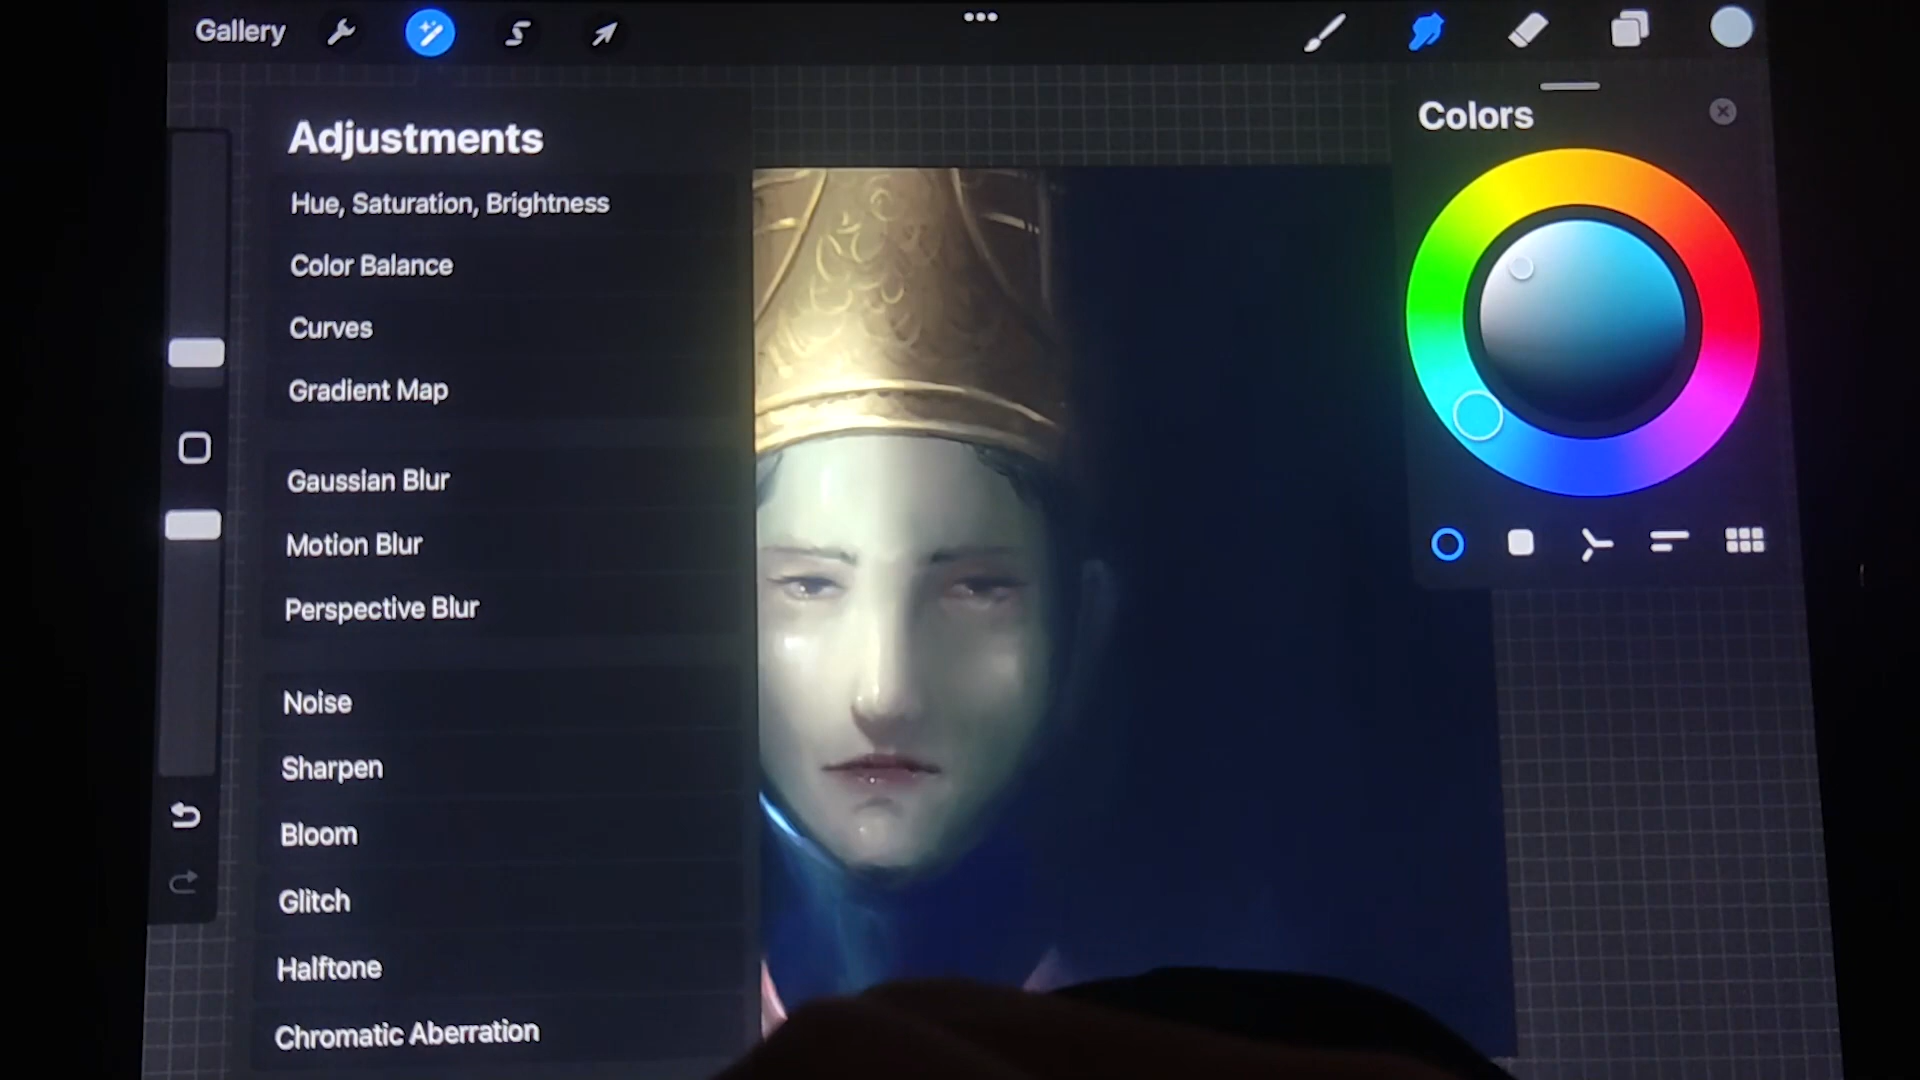 Gallery
Adjustments
Hue, Saturation, Brightness
Color Balance
Curves
Gradient Map
Gaussian Blur
Motion Blur
Perspective Blur
Noise
Sharpen
Bloom
Glitch
Halftone
Chromatic Aberration
Colors